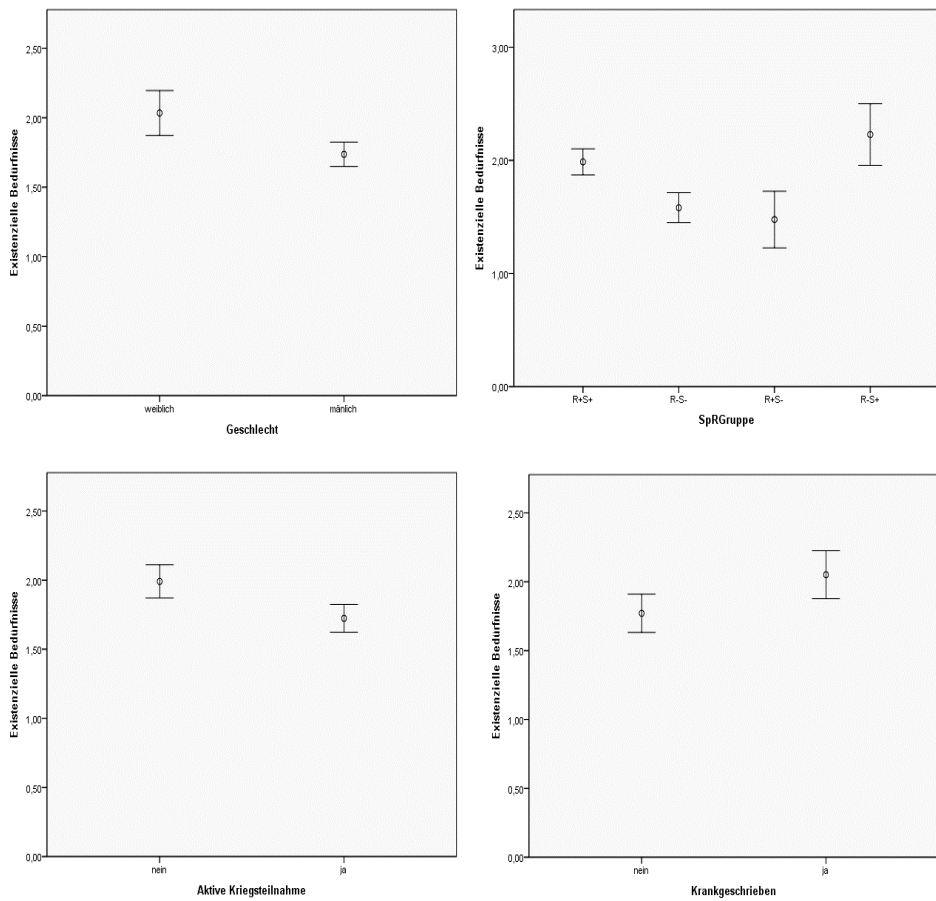 2,50
2,00
1,50
1,00
0,50
0,00
Existenzielle Bedürfnisse
weiblich
mänlich
Geschlecht
3,00
2,00
1,00
0,00
Existenzielle Bedürfnisse
R+S+
R-S-
R+S-
R-S+
SpRGruppe
2,50
2,00
1,50
1,00
0,50
0,00
Existenzielle Bedürfnisse
nein
ja
Aktive Kriegsteilnahme
2,50
2,00
1,50
1,00
0,50
0,00
Existenzielle Bedürfnisse
nein
ja
Krankgeschrieben